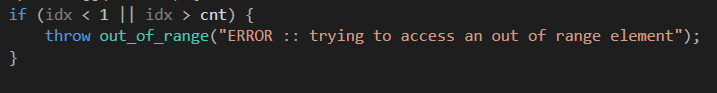 if (idx < 1 || idx > cnt) {
    throw out_of_range("ERROR :: trying to access an out of range element");
}